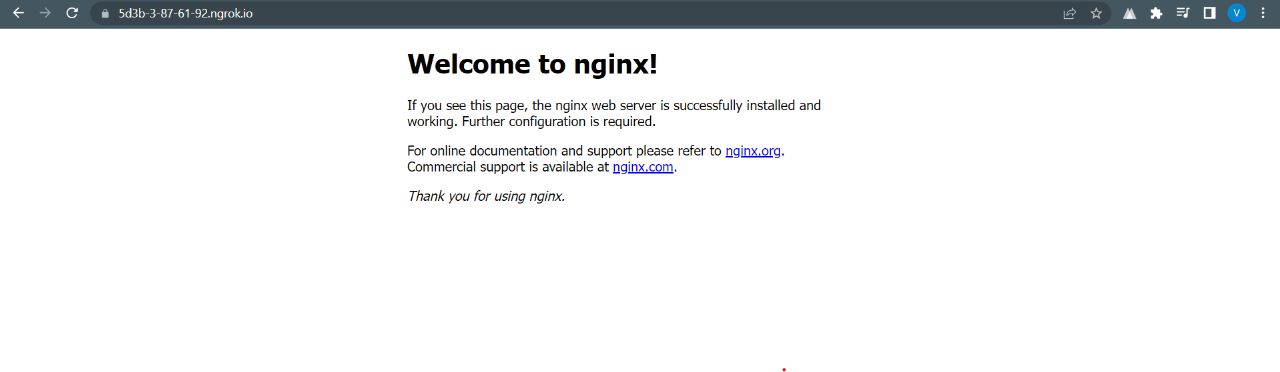 5d3b-3-87-61-92.ngrok.io
V
Welcome to nginx!
If you see this page, the nginx web server is successfully installed and
working. Further configuration is required.
For online documentation and support please refer to nginx.org.
Commercial support is available at nginx.com.
Thank you for using nginx.